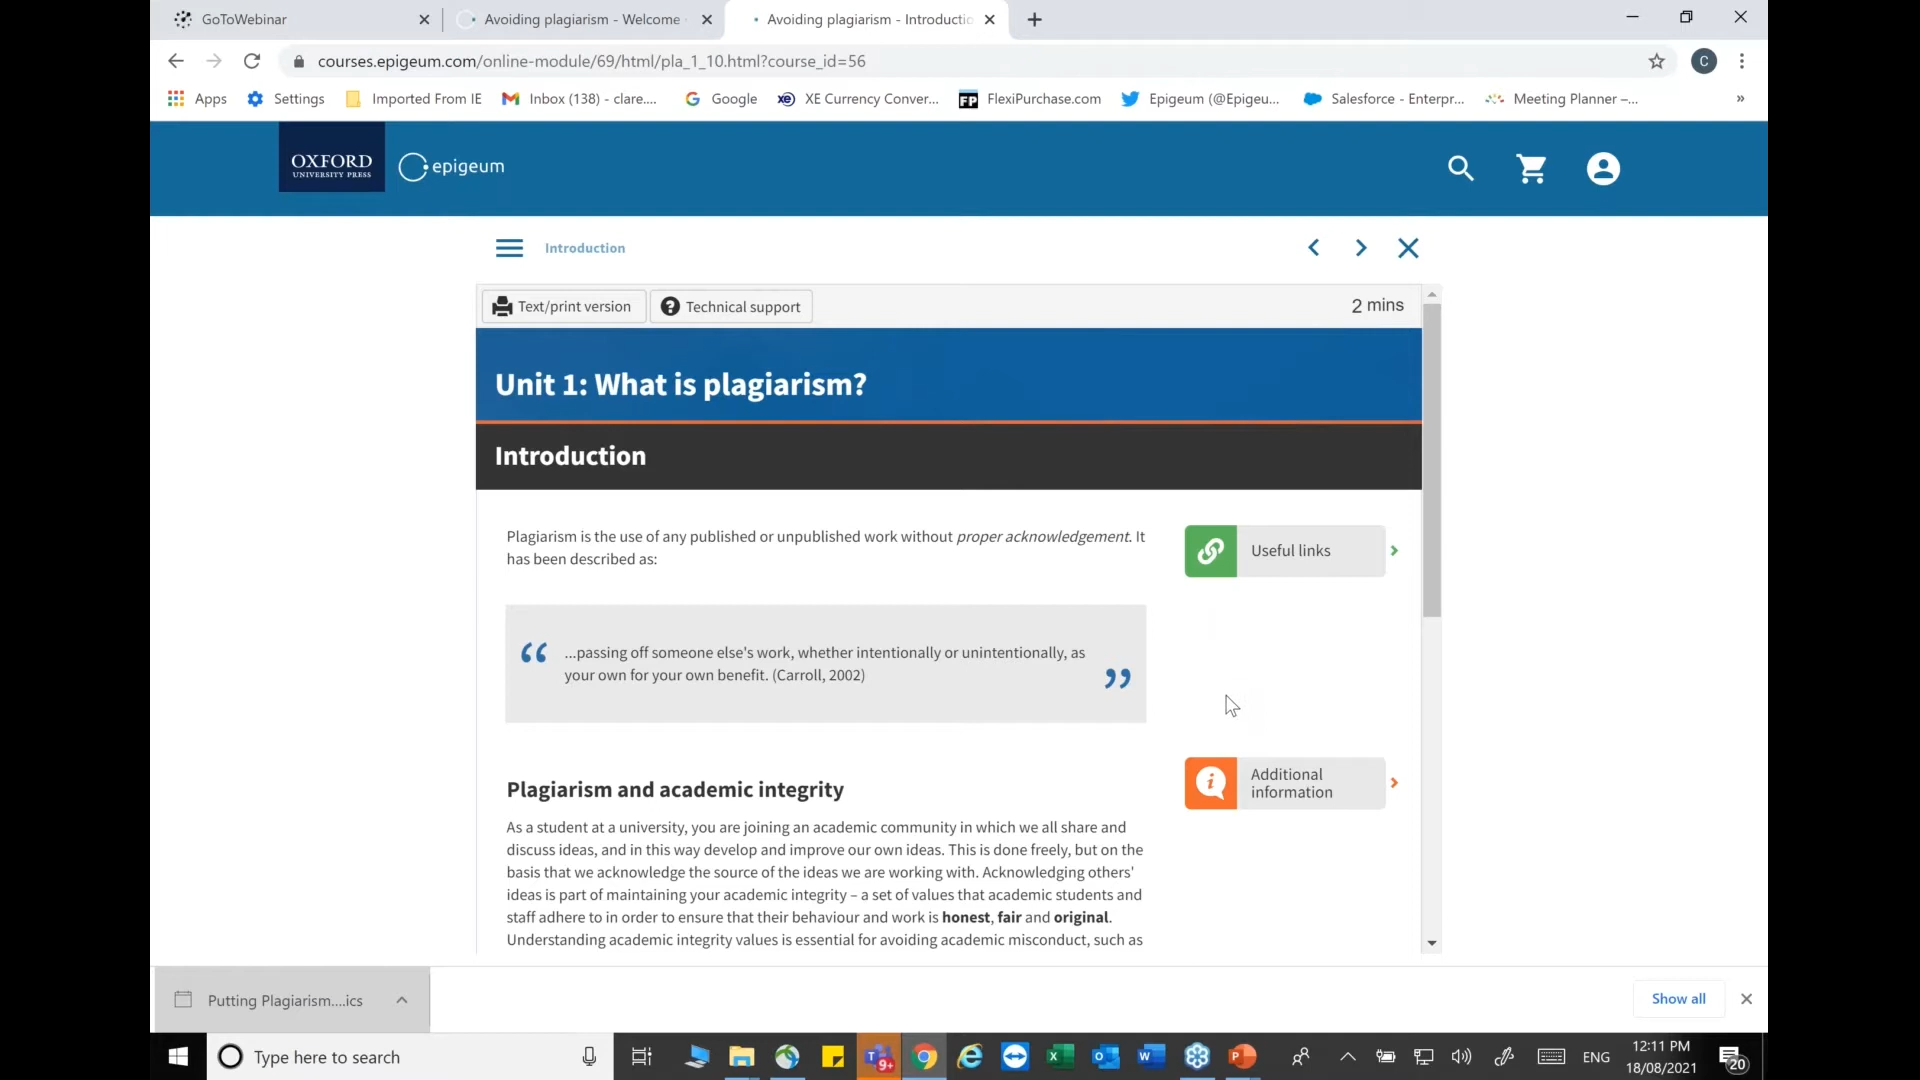 GoToWebinar
Avoiding plagiarism - Welcome
Avoiding plagiarism - Introductio
courses.epigeum.com/online-module/69/html/pla_1_10.html?course_id=56
C
Apps
Settings
Imported From IE
Inbox (138) - clare....
Google
XE Currency Conver...
FlexiPurchase.com
Epigeum (@Epigeu...
Salesforce - Enterpr...
Meeting Planner –...
»
OXFORD
UNIVERSITY PRESS
epigeum
Introduction
Text/print version
Technical support
2 mins
Unit 1: What is plagiarism?
Introduction
Plagiarism is the use of any published or unpublished work without proper acknowledgement. It
has been described as:
Useful links
“ ...passing off someone else's work, whether intentionally or unintentionally, as
your own for your own benefit. (Carroll, 2002) ”
Additional
information
Plagiarism and academic integrity
As a student at a university, you are joining an academic community in which we all share and
discuss ideas, and in this way develop and improve our own ideas. This is done freely, but on the
basis that we acknowledge the source of the ideas we are working with. Acknowledging others'
ideas is part of maintaining your academic integrity – a set of values that academic students and
staff adhere to in order to ensure that their behaviour and work is honest, fair and original.
Understanding academic integrity values is essential for avoiding academic misconduct, such as
Putting Plagiarism....ics
Show all
Type here to search
9+
ENG
12:11 PM
18/08/2021
20